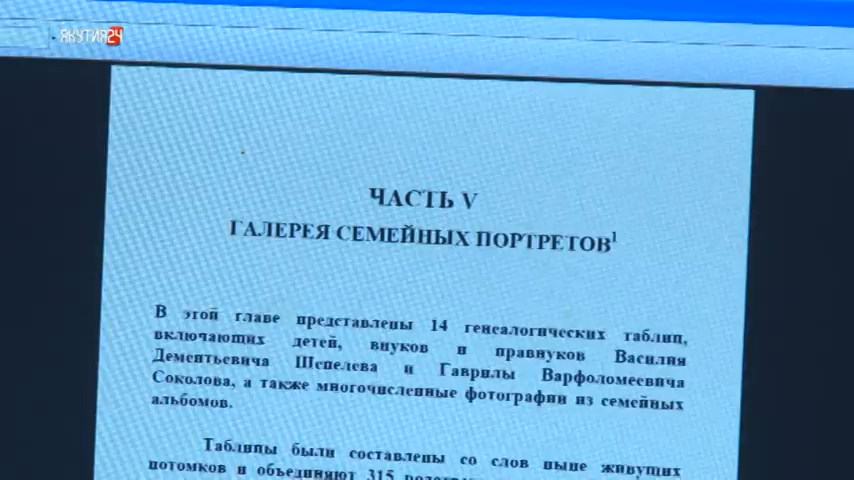 ЯКУТИЯ24
ЧАСТЬ V
ГАЛЕРЕЯ СЕМЕЙНЫХ ПОРТРЕТОВ1
В этой главе представлены 14 генеалогических таблиц,
включающих детей, внуков и правнуков Василия
Дементьевича Шепелева и Гаврилы Варфоломеевича
Соколова, а также многочисленные фотографии из семейных
альбомов.
Таблицы были составлены со слов ныне живущих
потомков и объединяют 315